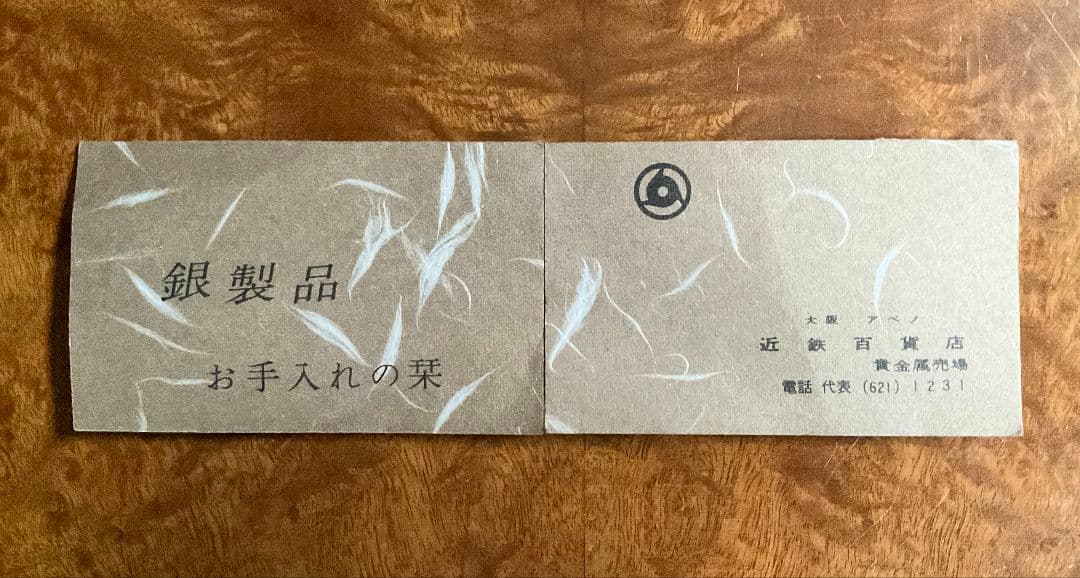 銀製品
お手入れの栞
大阪 アベノ
近鉄百貨店
貴金属売場
電話 代表 (621) 1231